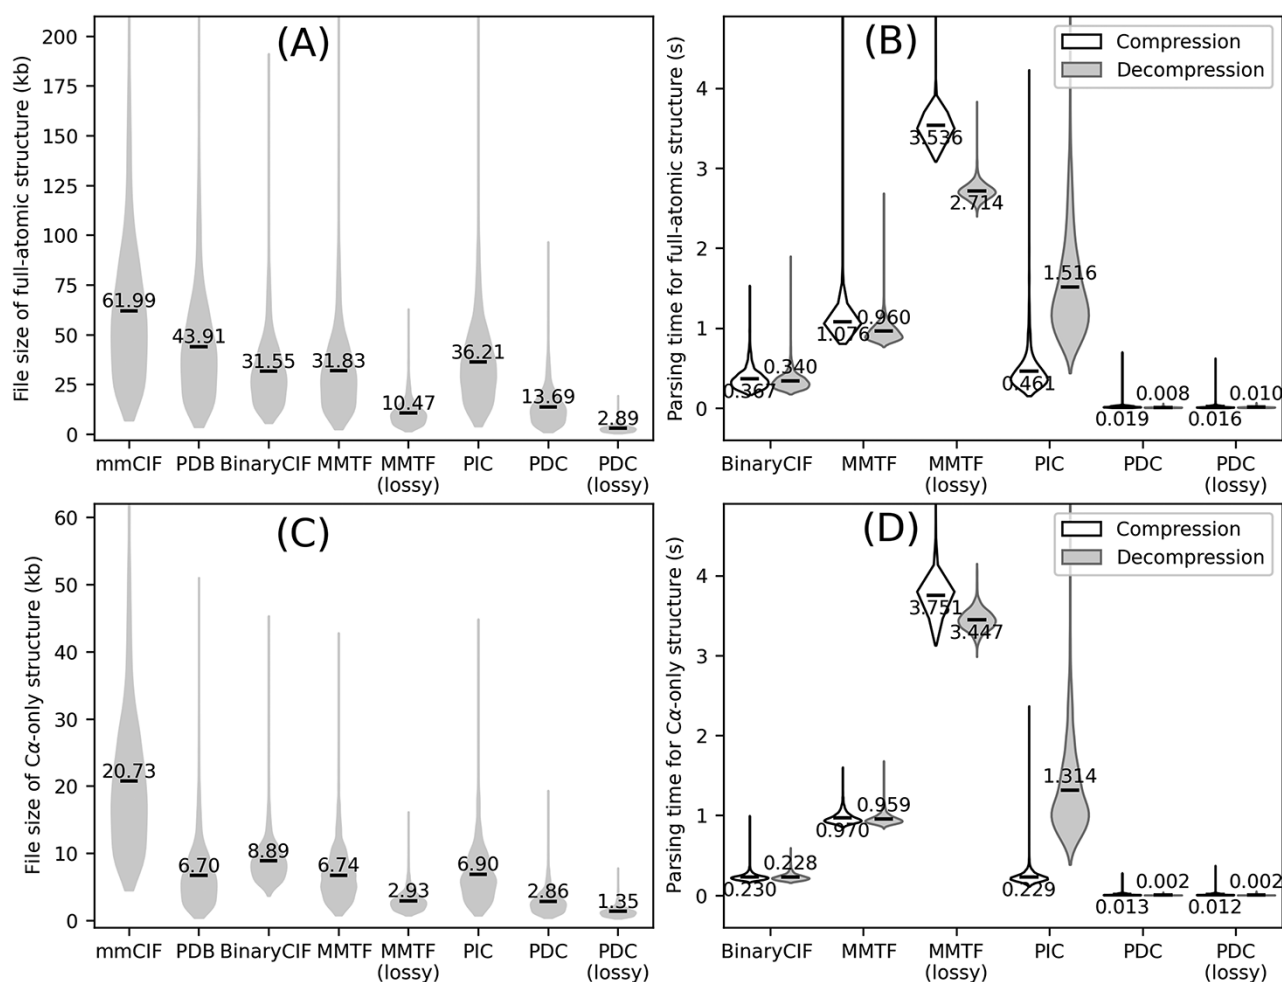 (A)
File size of full-atomic structure (kb)
200
175
150
125
100
75
50
25
0
61.99
43.91
31.55
31.83
10.47
36.21
13.69
2.89
mmCIF
PDB
BinaryCIF
MMTF
MMTF
(lossy)
PIC
PDC
PDC
(lossy)
(B)
Parsing time for full-atomic structure (s)
Compression
Decompression
4
3
2
1
0
0.367
0.340
1.076
0.960
3.536
2.714
0.461
1.516
0.019
0.008
0.016
0.010
BinaryCIF
MMTF
MMTF
(lossy)
PIC
PDC
PDC
(lossy)
(C)
File size of Cα-only structure (kb)
60
50
40
30
20
10
0
20.73
6.70
8.89
6.74
2.93
6.90
2.86
1.35
mmCIF
PDB
BinaryCIF
MMTF
MMTF
(lossy)
PIC
PDC
PDC
(lossy)
(D)
Parsing time for Cα-only structure (s)
Compression
Decompression
4
3
2
1
0
0.230
0.228
0.970
0.959
3.751
3.447
0.229
1.314
0.013
0.002
0.012
0.002
BinaryCIF
MMTF
MMTF
(lossy)
PIC
PDC
PDC
(lossy)